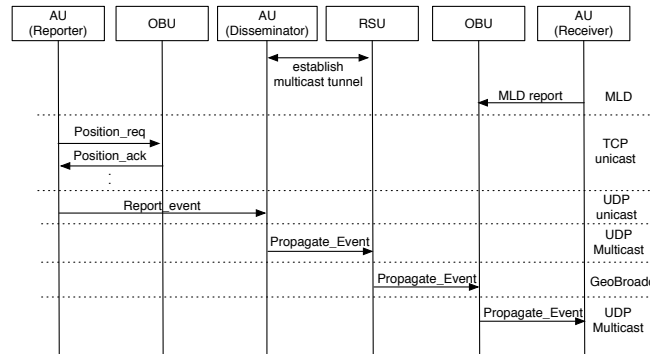 AU
(Reporter)
OBU
AU
(Disseminator)
RSU
OBU
AU
(Receiver)
establish
multicast tunnel
MLD report
MLD
Position_req
Position_ack
:
TCP
unicast
Report_event
UDP
unicast
Propagate_Event
UDP
Multicast
Propagate_Event
GeoBroadc
Propagate_Event
UDP
Multicast